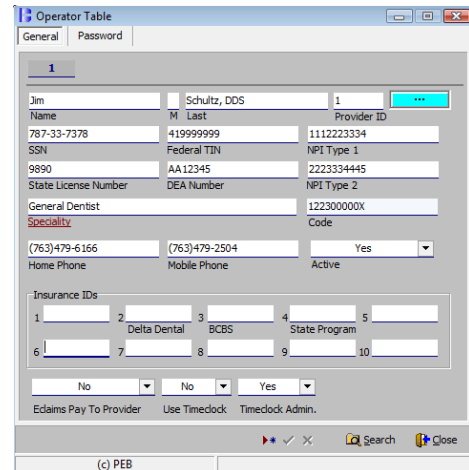 Operator Table
General Password
1
Jim Schultz, DDS 1 ...
Name M Last Provider ID
787-33-7378 419999999 1112223334
SSN Federal TIN NPI Type 1
9890 AA12345 2223334445
State License Number DEA Number NPI Type 2
General Dentist 122300000X
Speciality Code
(763)479-6166 (763)479-2504 Yes
Home Phone Mobile Phone Active
Insurance IDs
1 2 3 4 5
Delta Dental BCBS State Program
6 7 8 9 10
No No Yes
Eclaims Pay To Provider Use Timeclock Timeclock Admin.
Search Close
(c) PEB